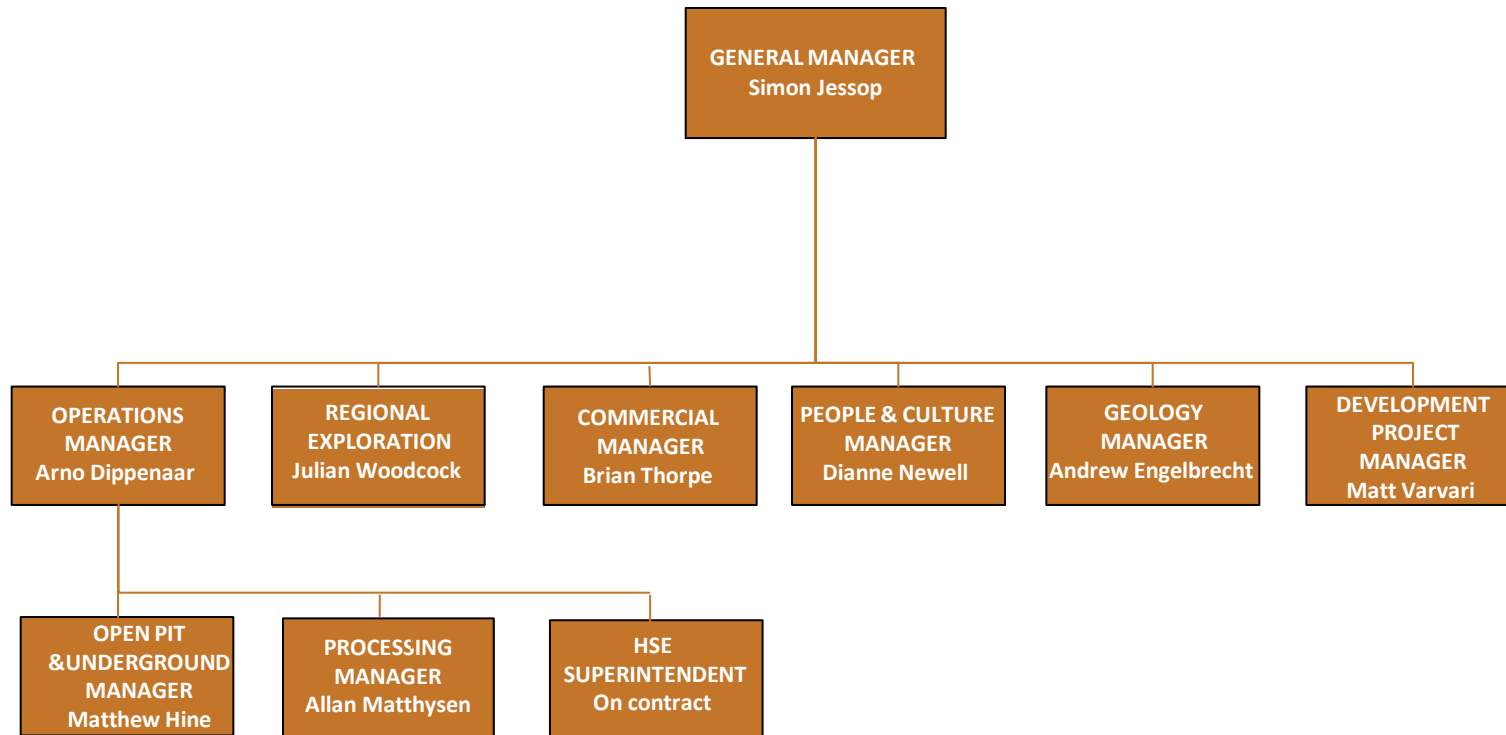 GENERAL MANAGER
Simon Jessop
OPERATIONS
MANAGER
Arno Dippenaar
REGIONAL
EXPLORATION
Julian Woodcock
COMMERCIAL
MANAGER
Brian Thorpe
PEOPLE & CULTURE
MANAGER
Dianne Newell
GEOLOGY
MANAGER
Andrew Engelbrecht
DEVELOPMENT
PROJECT
MANAGER
Matt Varvari
OPEN PIT
&UNDERGROUND
MANAGER
Matthew Hine
PROCESSING
MANAGER
Allan Matthysen
HSE
SUPERINTENDENT
On contract